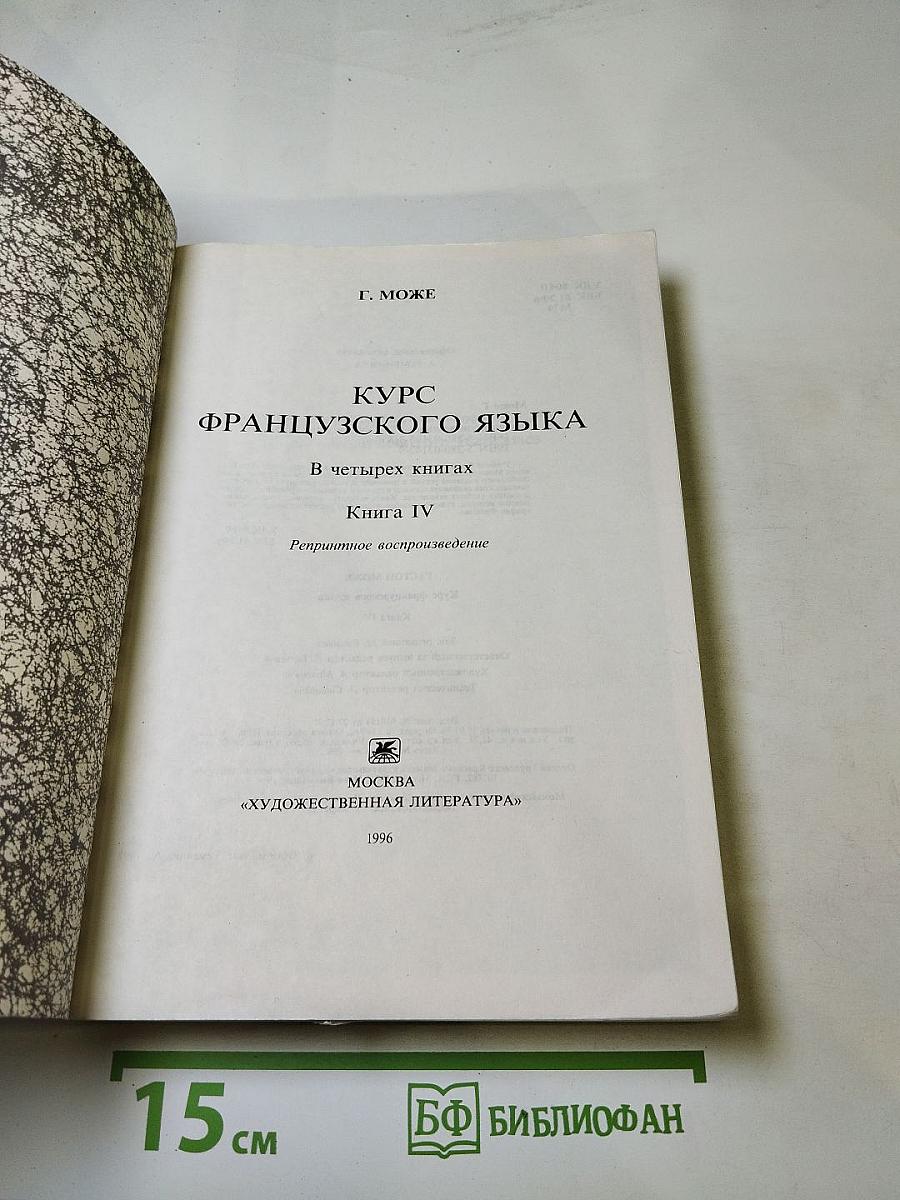 Г. МОЖЕ
КУРС
ФРАНЦУЗСКОГО ЯЗЫКА
В четырех книгах
Книга IV
Репринтное воспроизведение
МОСКВА
«ХУДОЖЕСТВЕННАЯ ЛИТЕРАТУРА»
1996
15 см
БФ БИБЛИОФАН